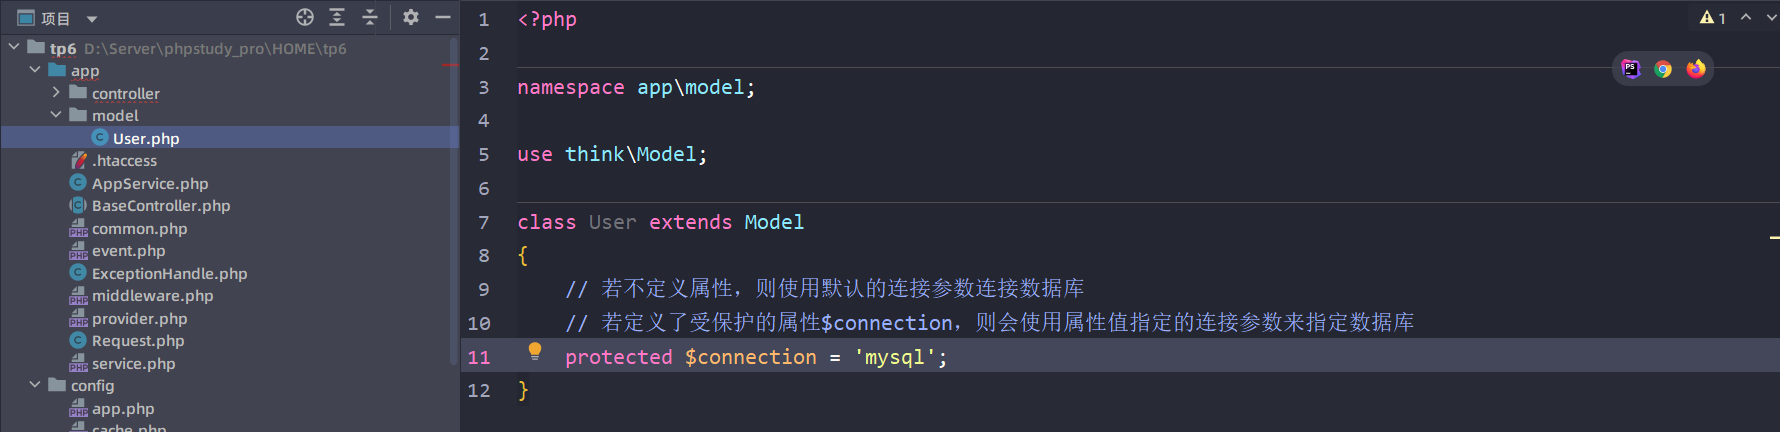 项目
tp6 D:\Server\phpstudy_pro\HOME\tp6
app
controller
model
User.php
.htaccess
AppService.php
BaseController.php
common.php
event.php
ExceptionHandle.php
middleware.php
provider.php
Request.php
service.php
config
app.php
cache.php
1 <?php
2
3 namespace app\model;
4
5 use think\Model;
6
7 class User extends Model
8 {
9 // 若不定义属性，则使用默认的连接参数连接数据库
10 // 若定义了受保护的属性$connection，则会使用属性值指定的连接参数来指定数据库
11 protected $connection = 'mysql';
12 }
1
PS